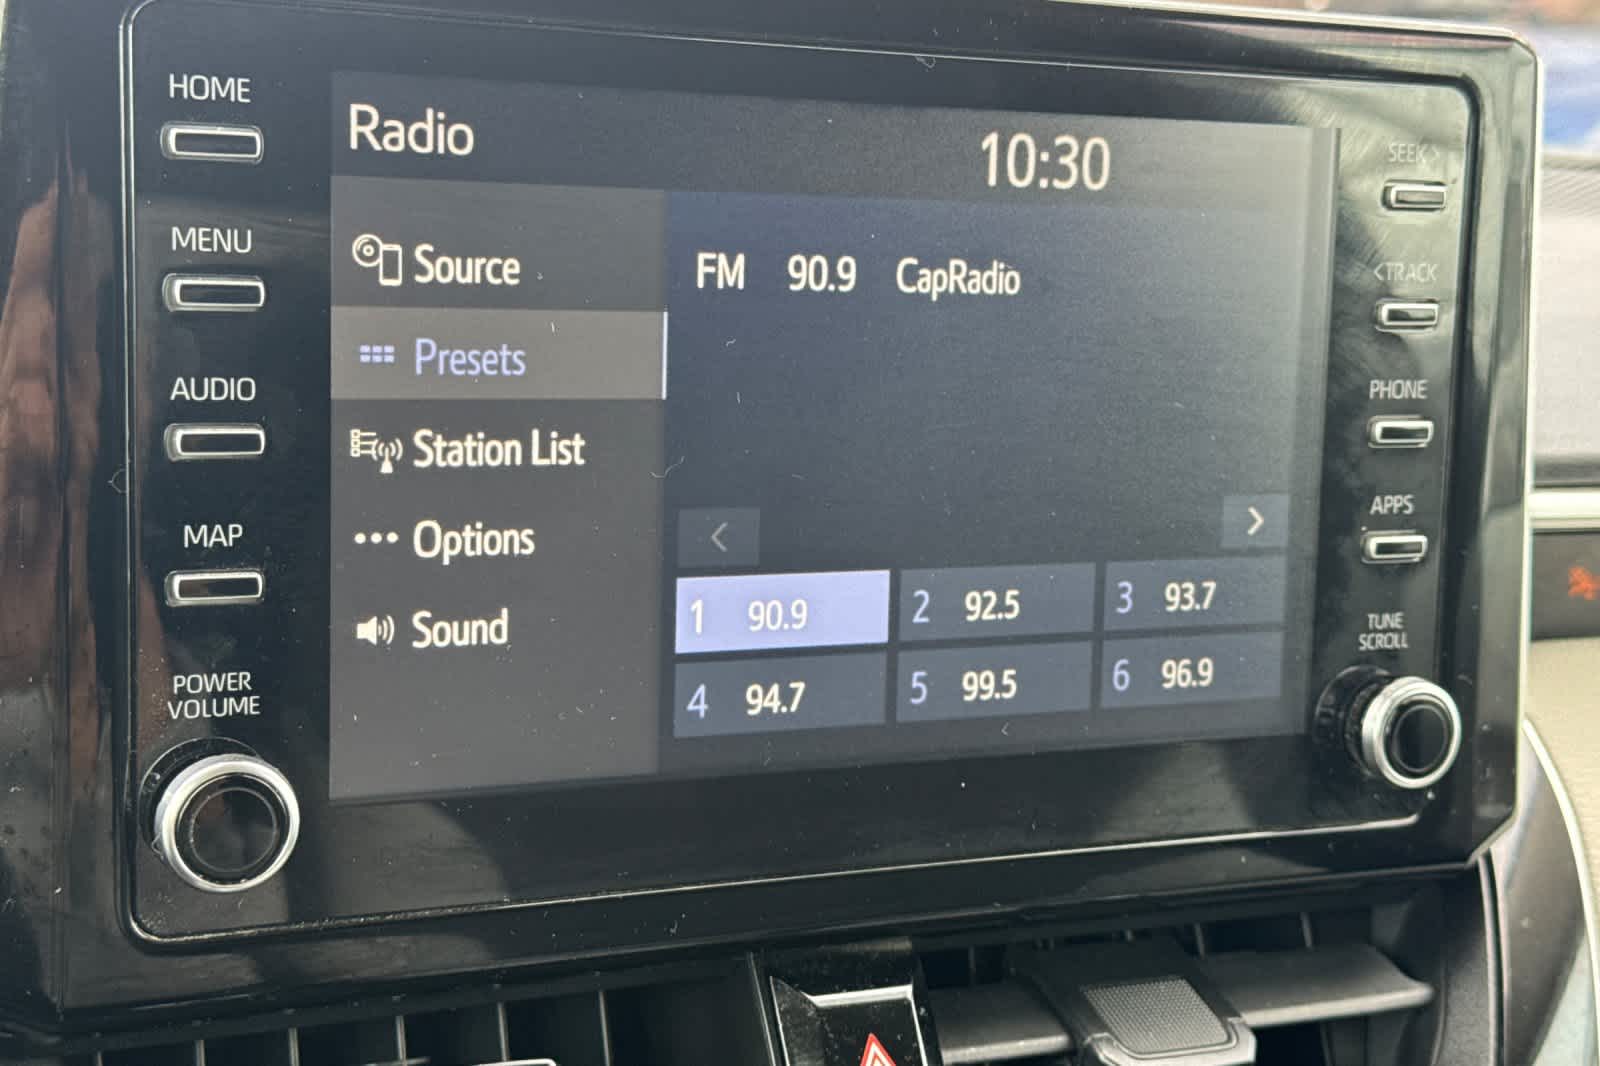 HOME
MENU
AUDIO
MAP
POWER
VOLUME
Radio
10:30
Source
Presets
Station List
Options
Sound
FM 90.9 CapRadio
< >
1 90.9 2 92.5 3 93.7
4 94.7 5 99.5 6 96.9
SEEK>
<TRACK
PHONE
APPS
TUNE
SCROLL